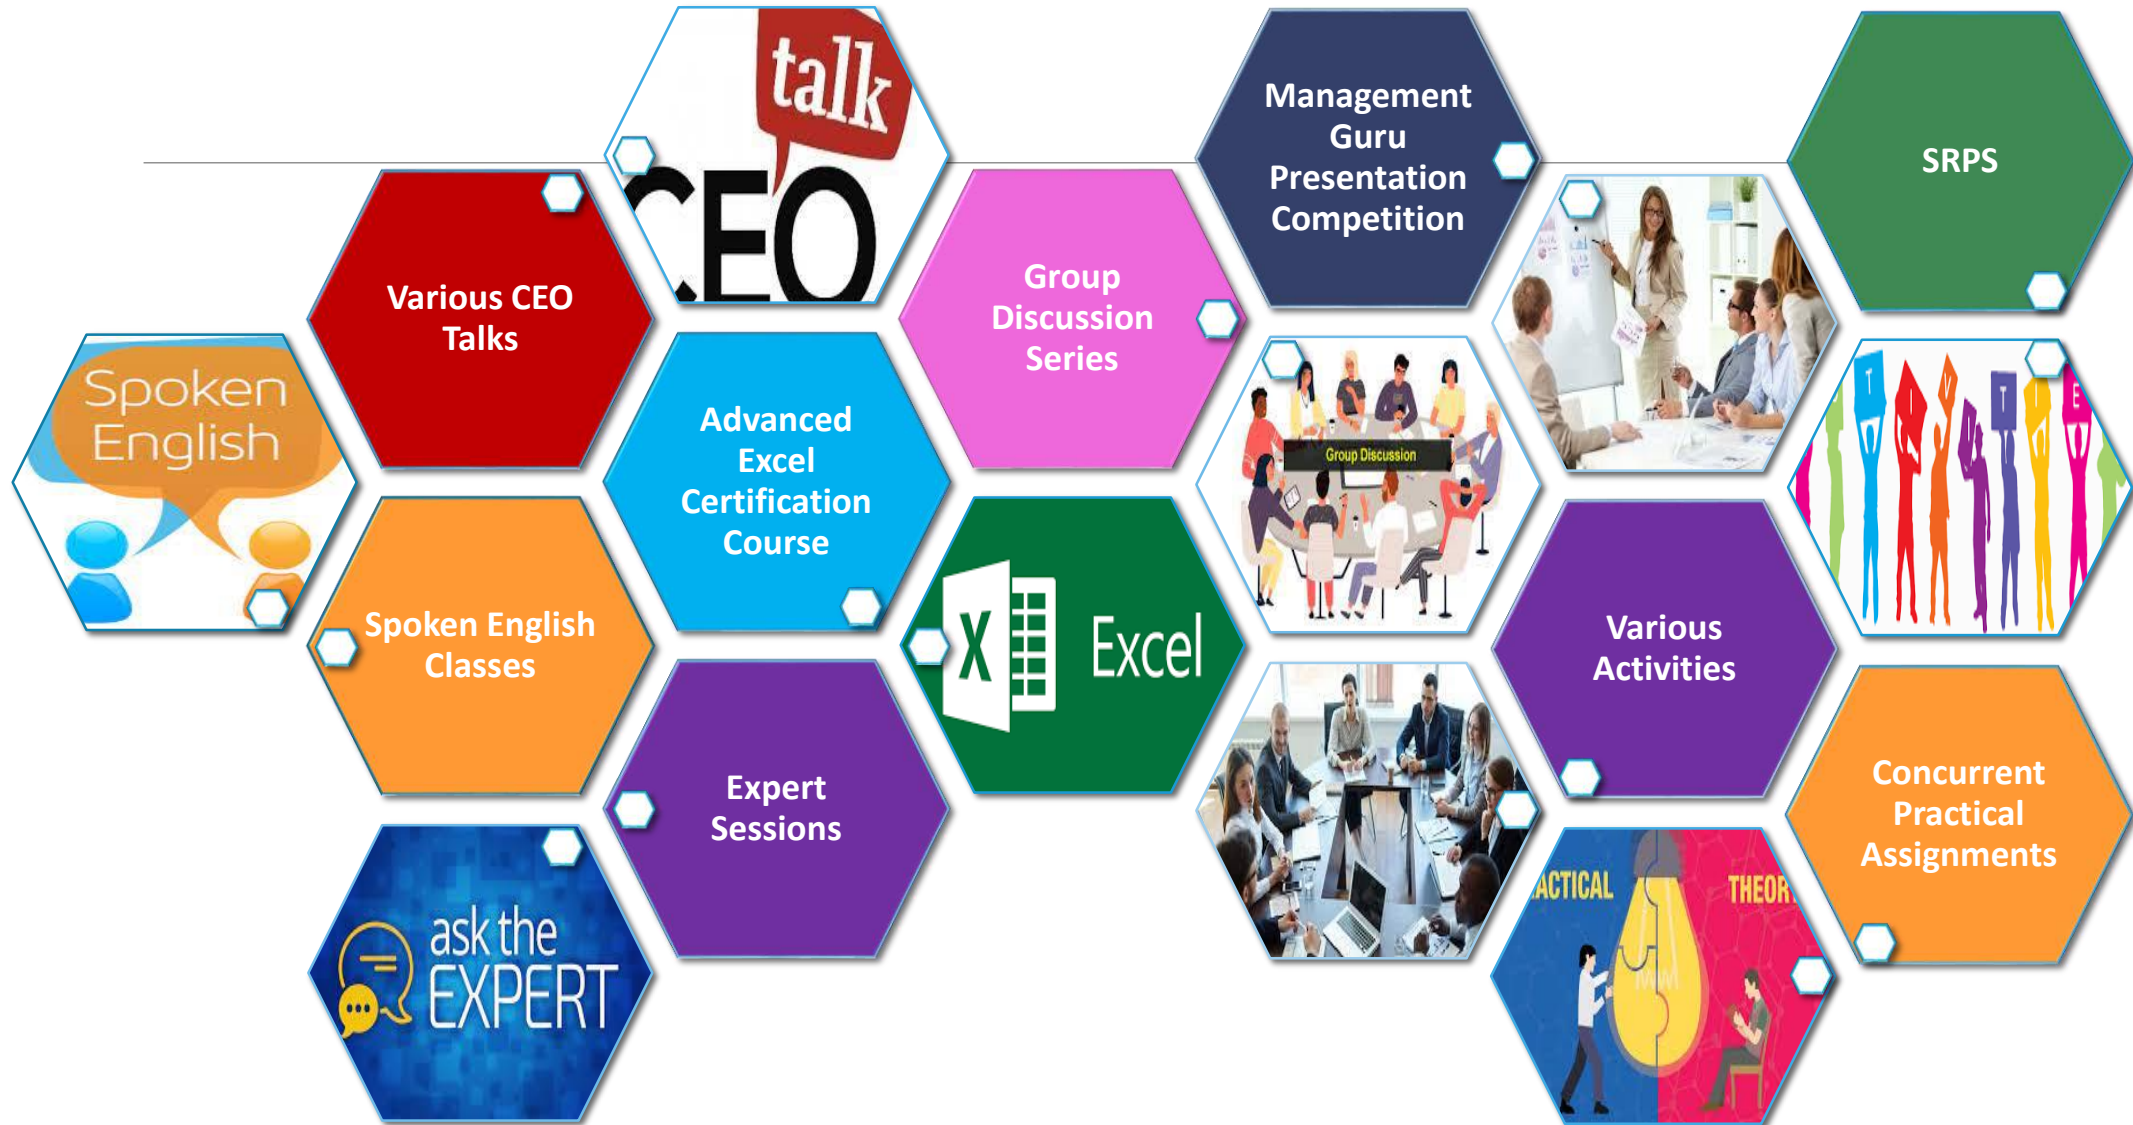 talk
CEO
Management
Guru
Presentation
Competition
SRPS
Various CEO
Talks
Group
Discussion
Series
Spoken
English
Advanced
Excel
Certification
Course
Group Discussion
T I V I T I E
Spoken English
Classes
X Excel
Various
Activities
Expert
Sessions
Concurrent
Practical
Assignments
ask the
EXPERT
ACTICAL
THEOR